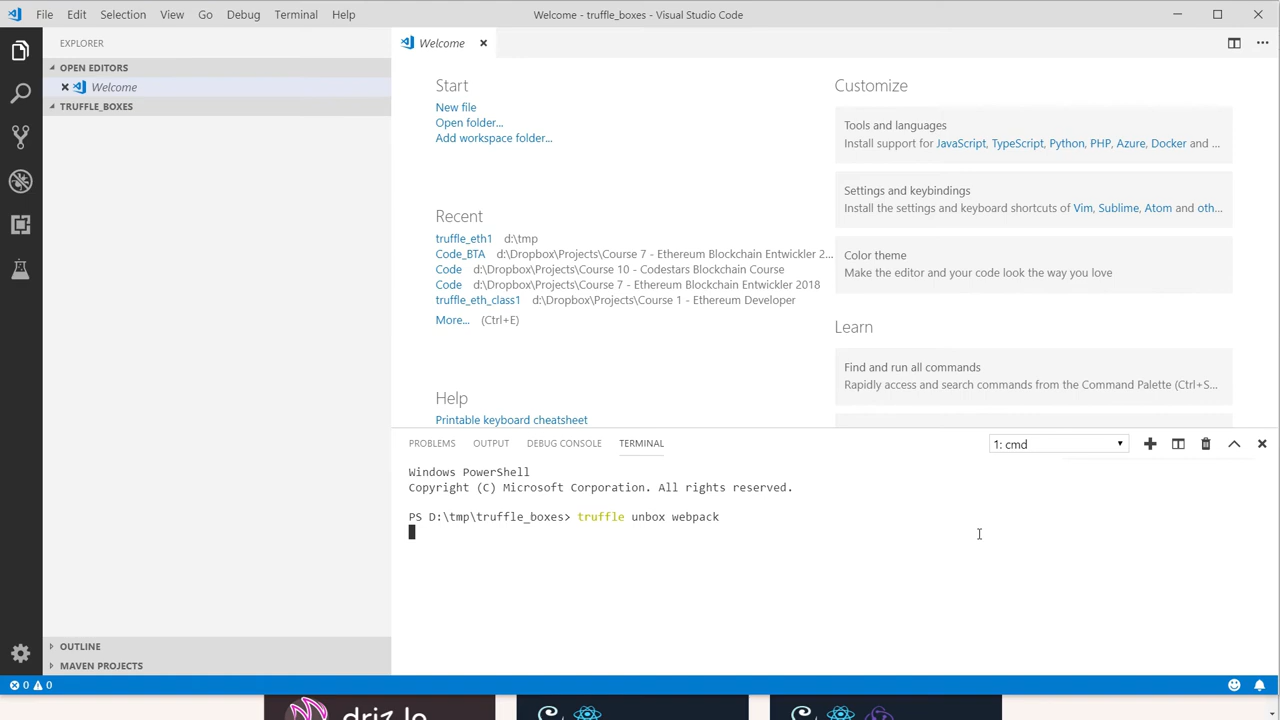 File Edit Selection View Go Debug Terminal Help
Welcome - truffle_boxes - Visual Studio Code
EXPLORER
OPEN EDITORS
Welcome
TRUFFLE_BOXES
OUTLINE
MAVEN PROJECTS
Welcome
Start
New file
Open folder...
Add workspace folder...
Recent
truffle_eth1 d:\tmp
Code_BTA d:\Dropbox\Projects\Course 7 - Ethereum Blockchain Entwickler 2...
Code d:\Dropbox\Projects\Course 10 - Codestars Blockchain Course
Code d:\Dropbox\Projects\Course 7 - Ethereum Blockchain Entwickler 2018
truffle_eth_class1 d:\Dropbox\Projects\Course 1 - Ethereum Developer
More... (Ctrl+E)
Help
Printable keyboard cheatsheet
Customize
Tools and languages
Install support for JavaScript, TypeScript, Python, PHP, Azure, Docker and ...
Settings and keybindings
Install the settings and keyboard shortcuts of Vim, Sublime, Atom and oth...
Color theme
Make the editor and your code look the way you love
Learn
Find and run all commands
Rapidly access and search commands from the Command Palette (Ctrl+S...
PROBLEMS OUTPUT DEBUG CONSOLE TERMINAL
1: cmd
Windows PowerShell
Copyright (C) Microsoft Corporation. All rights reserved.
PS D:\tmp\truffle_boxes> truffle unbox webpack
0 0